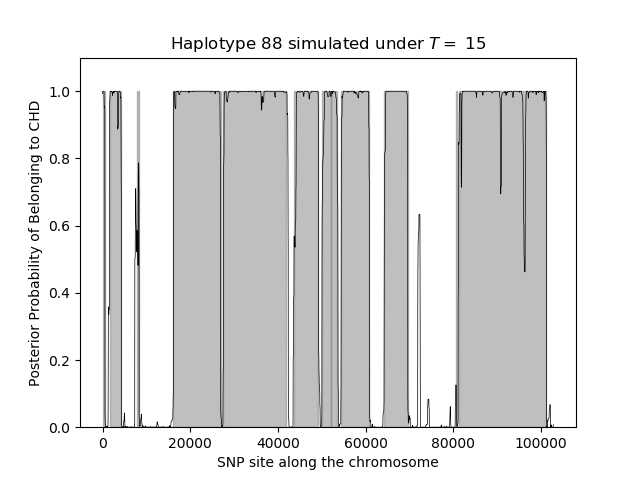 Haplotype 88 simulated under T = 15
Posterior Probability of Belonging to CHD
1.0
0.8
0.6
0.4
0.2
0.0
0 20000 40000 60000 80000 100000
SNP site along the chromosome